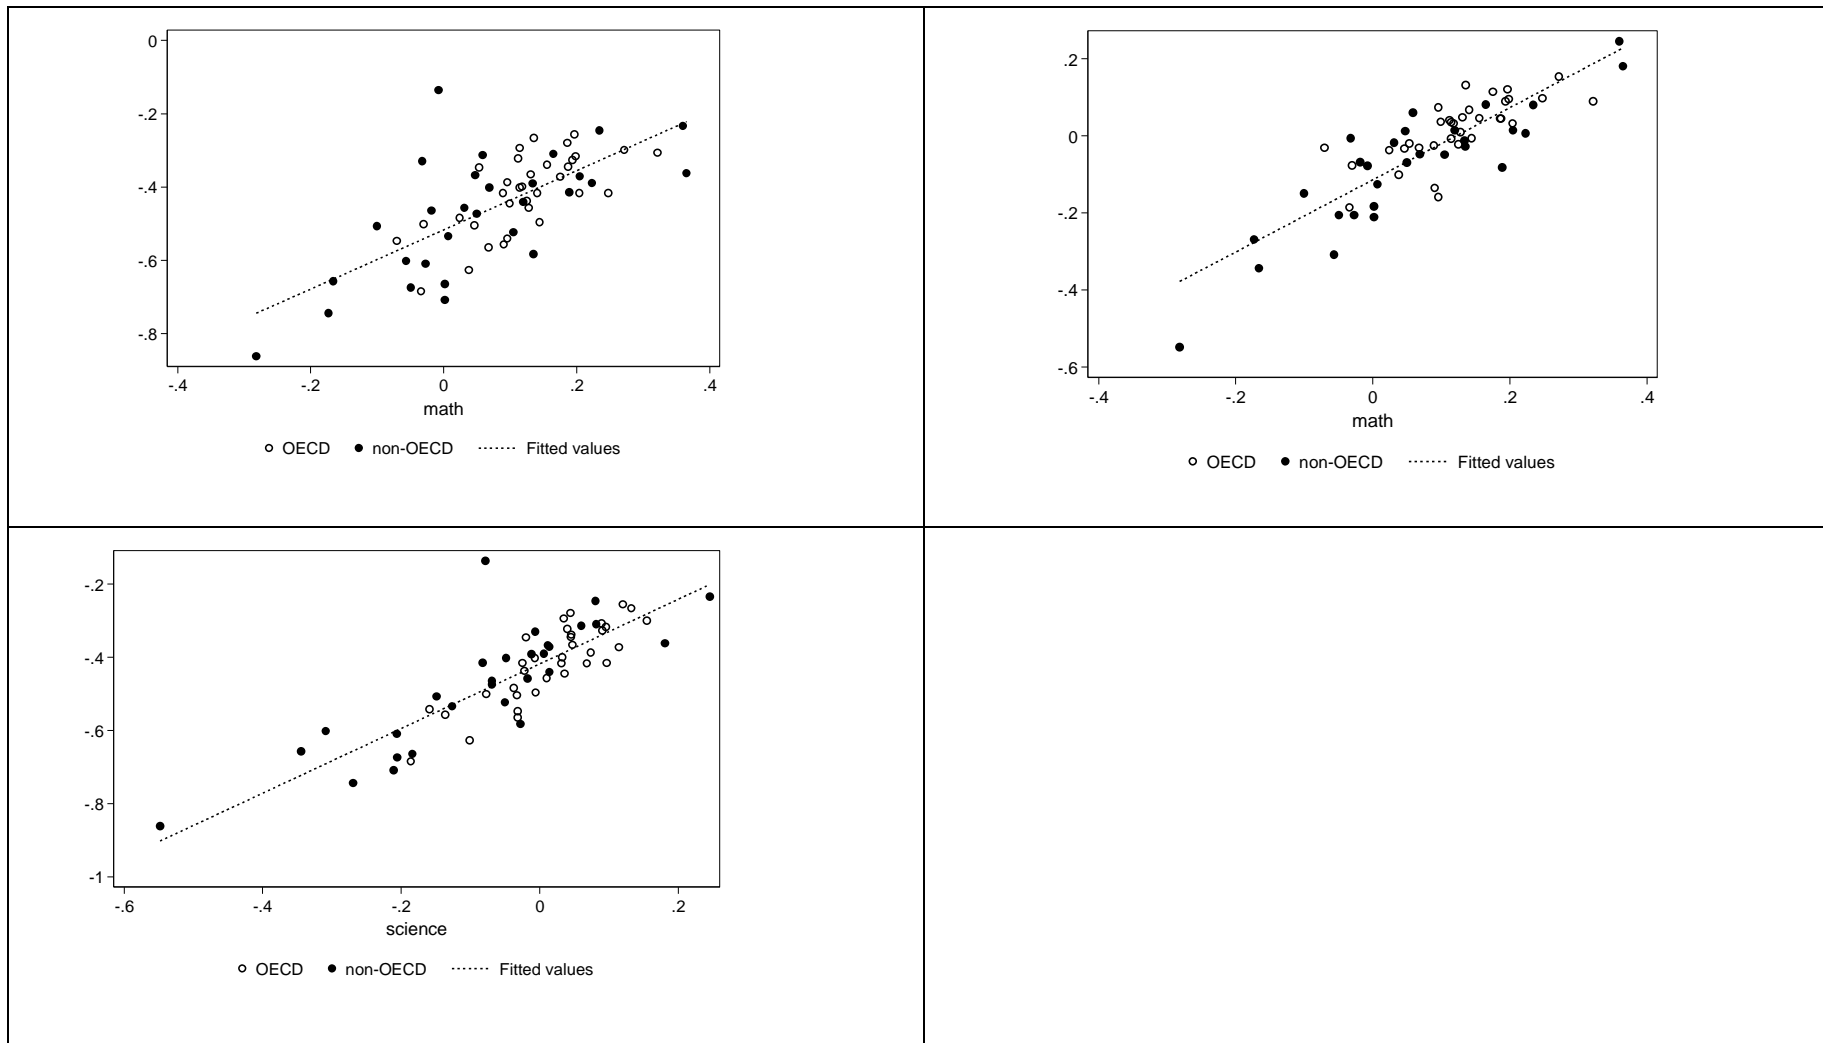 0
-.2
-.4
-.6
-.8
-.4 -.2 0 .2 .4
math
OECD non-OECD Fitted values
.2
0
-.2
-.4
-.6
-.4 -.2 0 .2 .4
math
OECD non-OECD Fitted values
-.2
-.4
-.6
-.8
-1
-.6 -.4 -.2 0 .2
science
OECD non-OECD Fitted values